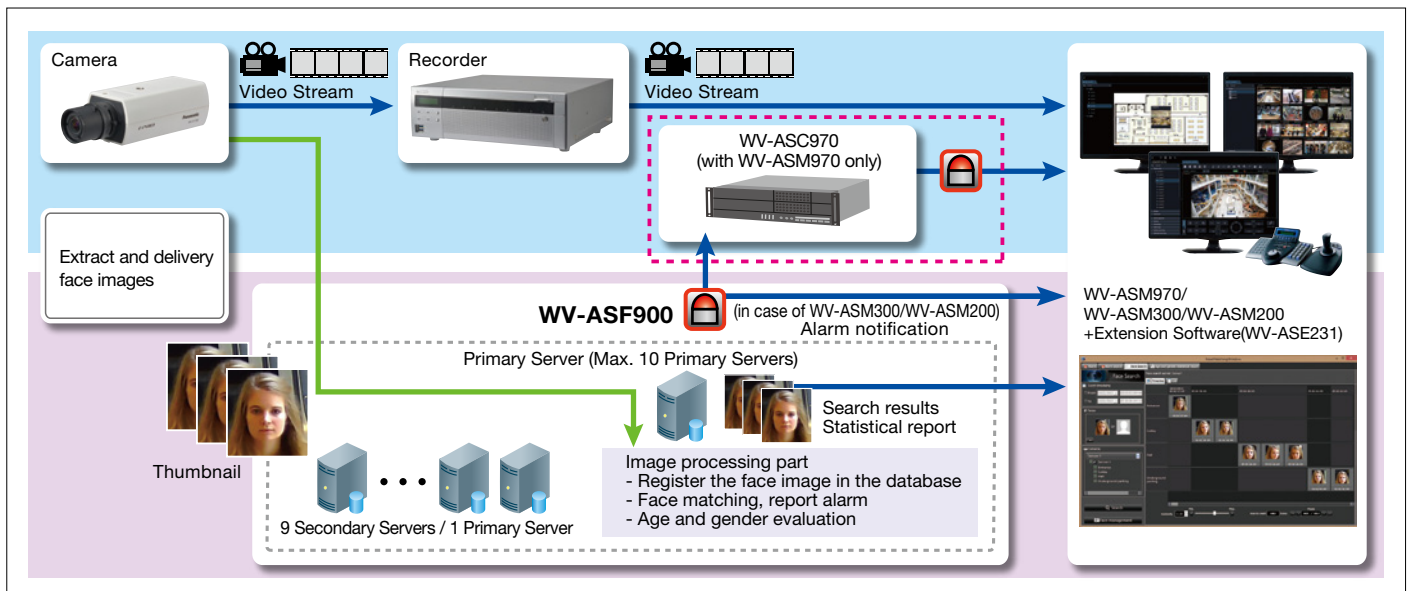 Camera
Video Stream
Recorder
Video Stream
WV-ASC970
(with WV-ASM970 only)
Extract and delivery
face images
WV-ASF900
(in case of WV-ASM300/WV-ASM200)
Alarm notification
WV-ASM970/
WV-ASM300/WV-ASM200
+Extension Software(WV-ASE231)
Primary Server (Max. 10 Primary Servers)
Search results
Statistical report
Thumbnail
Image processing part
- Register the face image in the database
- Face matching, report alarm
- Age and gender evaluation
9 Secondary Servers / 1 Primary Server
Face Search